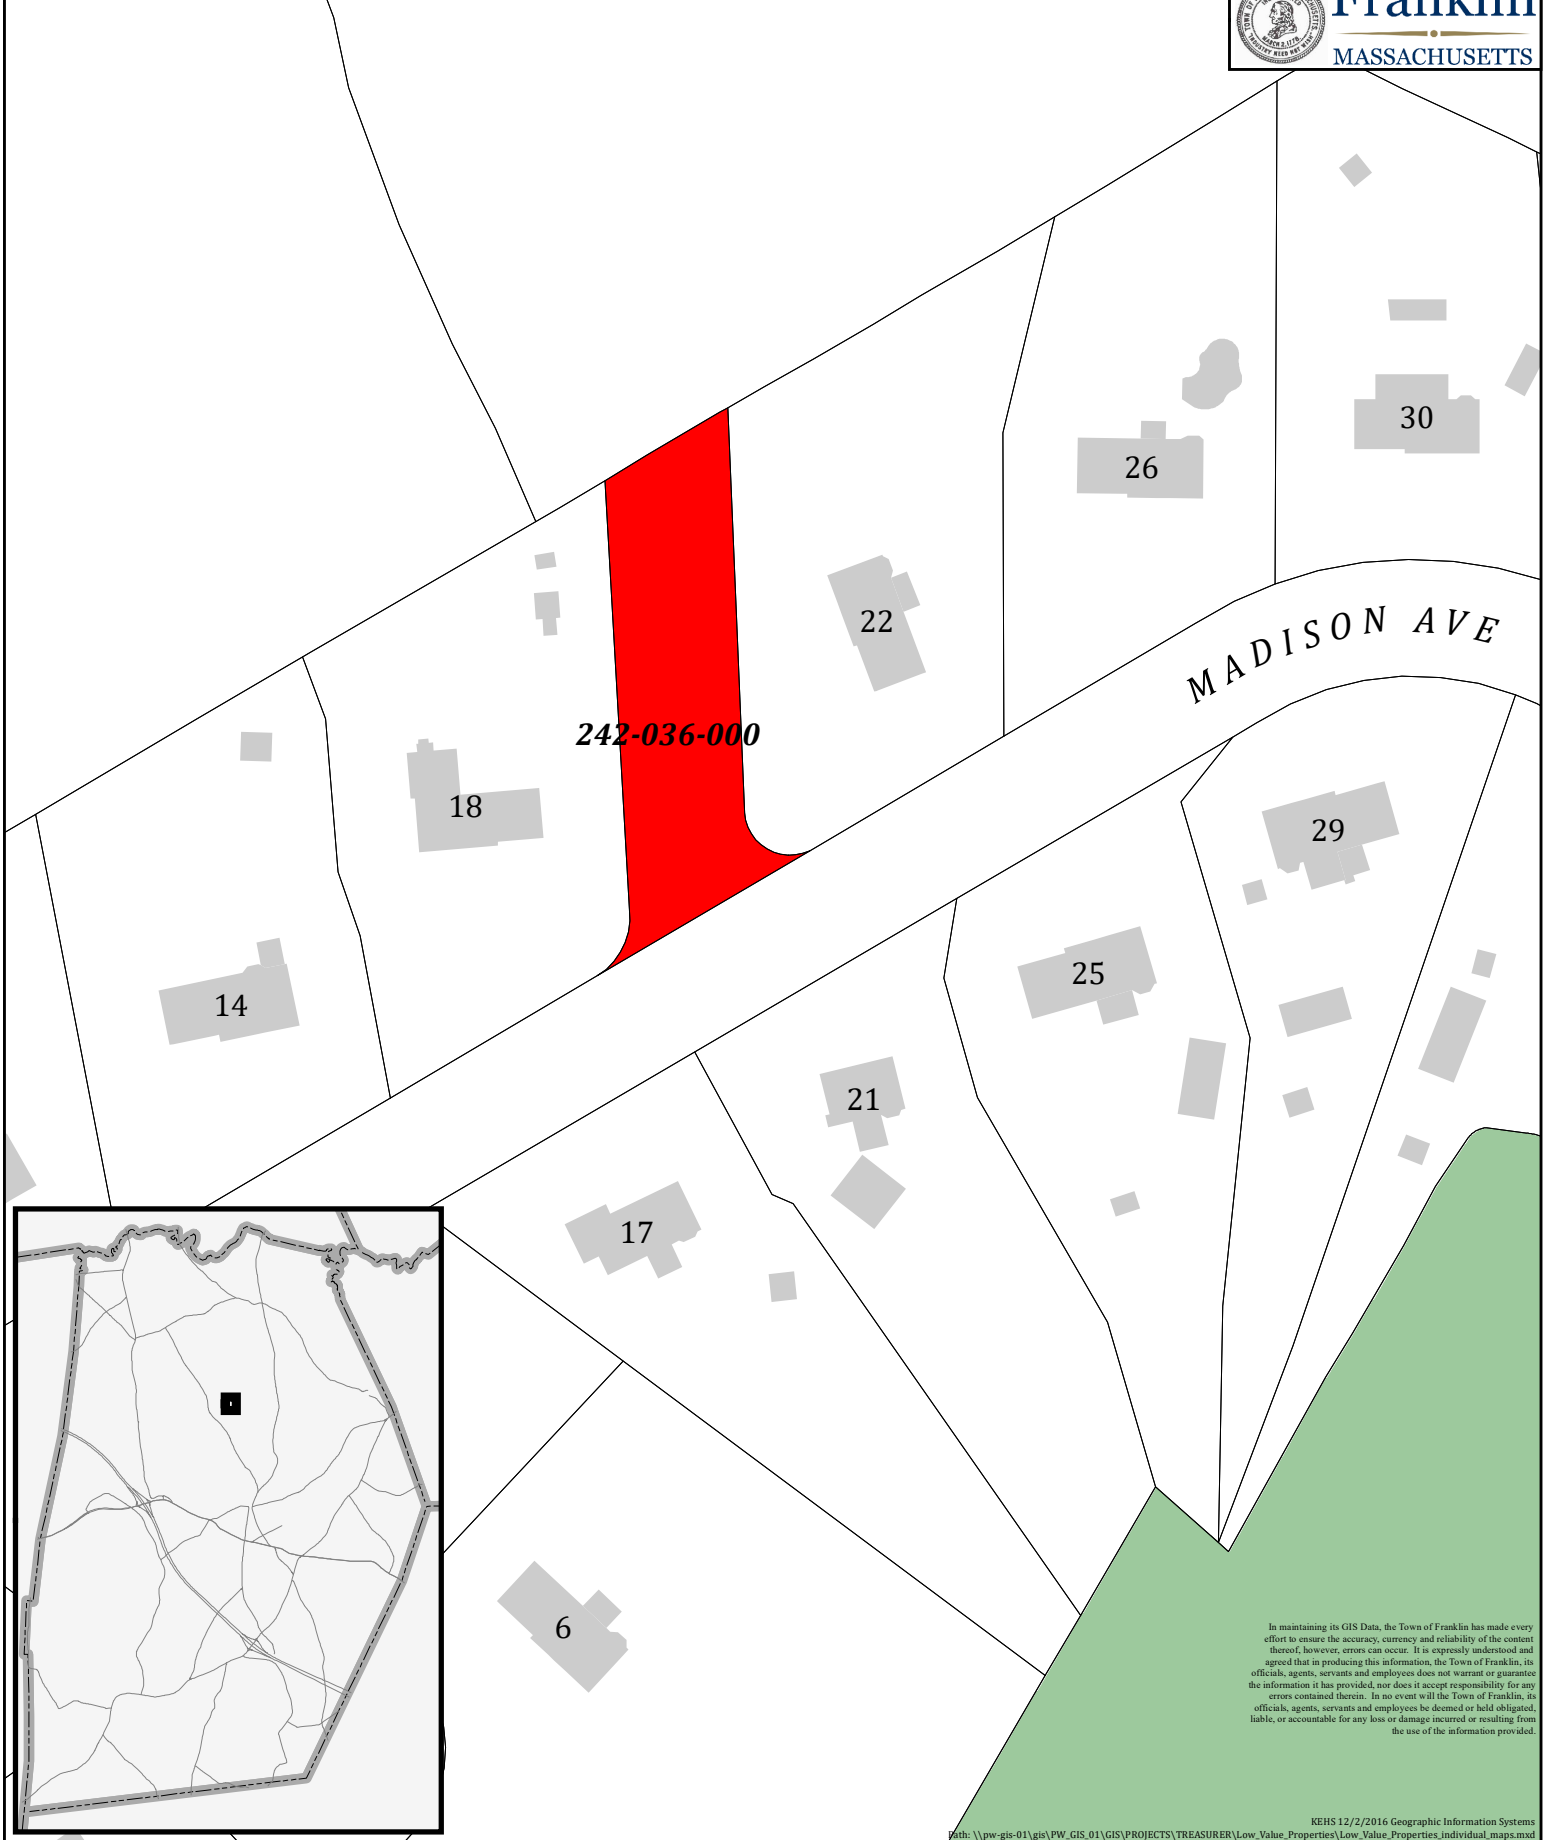 Franklin
MASSACHUSETTS
30
26
22
MADISON AVE
242-036-000
18
29
25
14
21
17
6
In maintaining its GIS Data, the Town of Franklin has made every
effort to ensure the accuracy, currency and reliability of the content
thereof, however, errors can occur. It is expressly understood and
agreed that in producing this information, the Town of Franklin, its
officials, agents, servants and employees does not warrant or guarantee
the information it has provided, nor does it accept responsibility for any
errors contained therein. In no event will the Town of Franklin, its
officials, agents, servants and employees be deemed or held obligated,
liable, or accountable for any loss or damage incurred or resulting from
the use of the information provided.
KEHS 12/2/2016 Geographic Information Systems
Path: \\pw-gis-01\gis\PW_GIS_01\GIS\PROJECTS\TREASURER\Low_Value_Properties\Low_Value_Properties_individual_maps.mxd